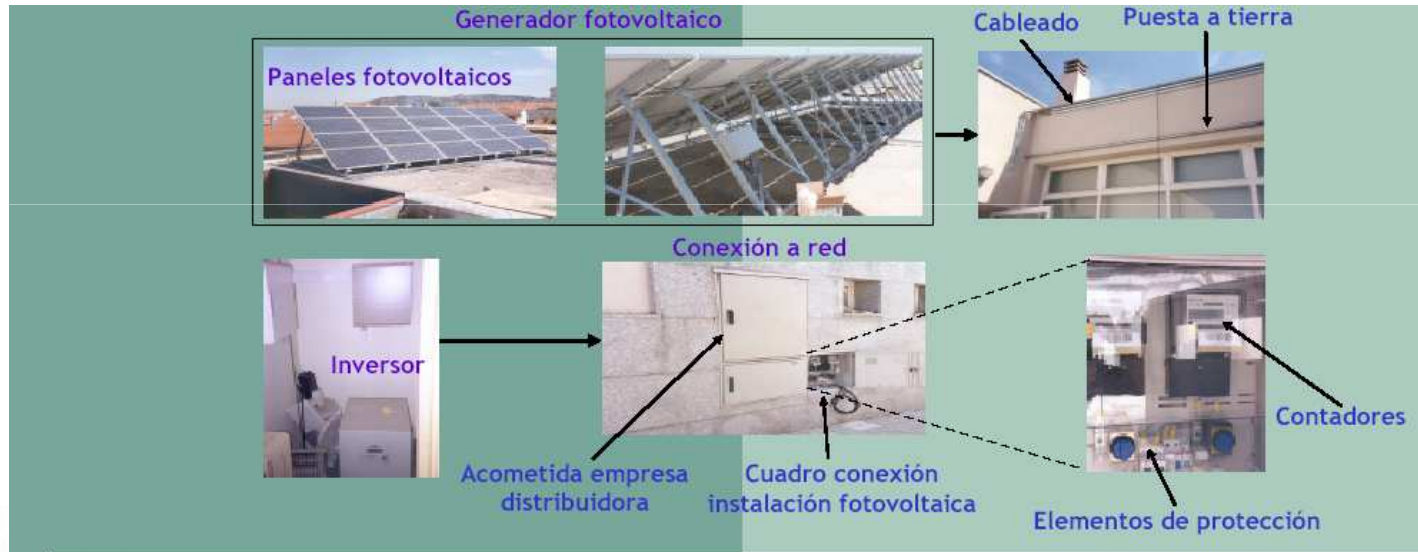 Generador fotovoltaico
Paneles fotovoltaicos
Cableado
Puesta a tierra
Conexión a red
Inversor
Acometida empresa
distribuidora
Cuadro conexión
instalación fotovoltaica
Contadores
Elementos de protección